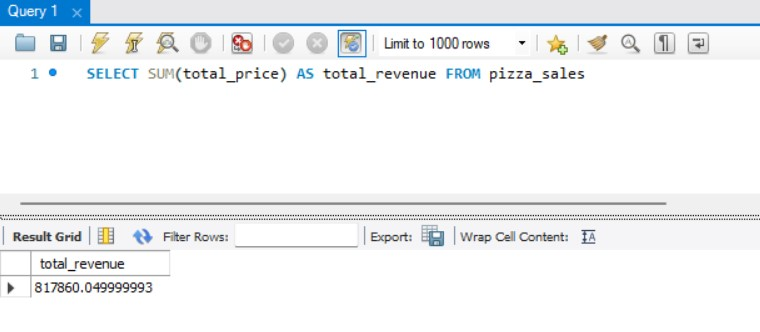 Query 1
Limit to 1000 rows
1 SELECT SUM(total_price) AS total_revenue FROM pizza_sales
Result Grid Filter Rows: Export: Wrap Cell Content: IA
total_revenue
817860.049999993